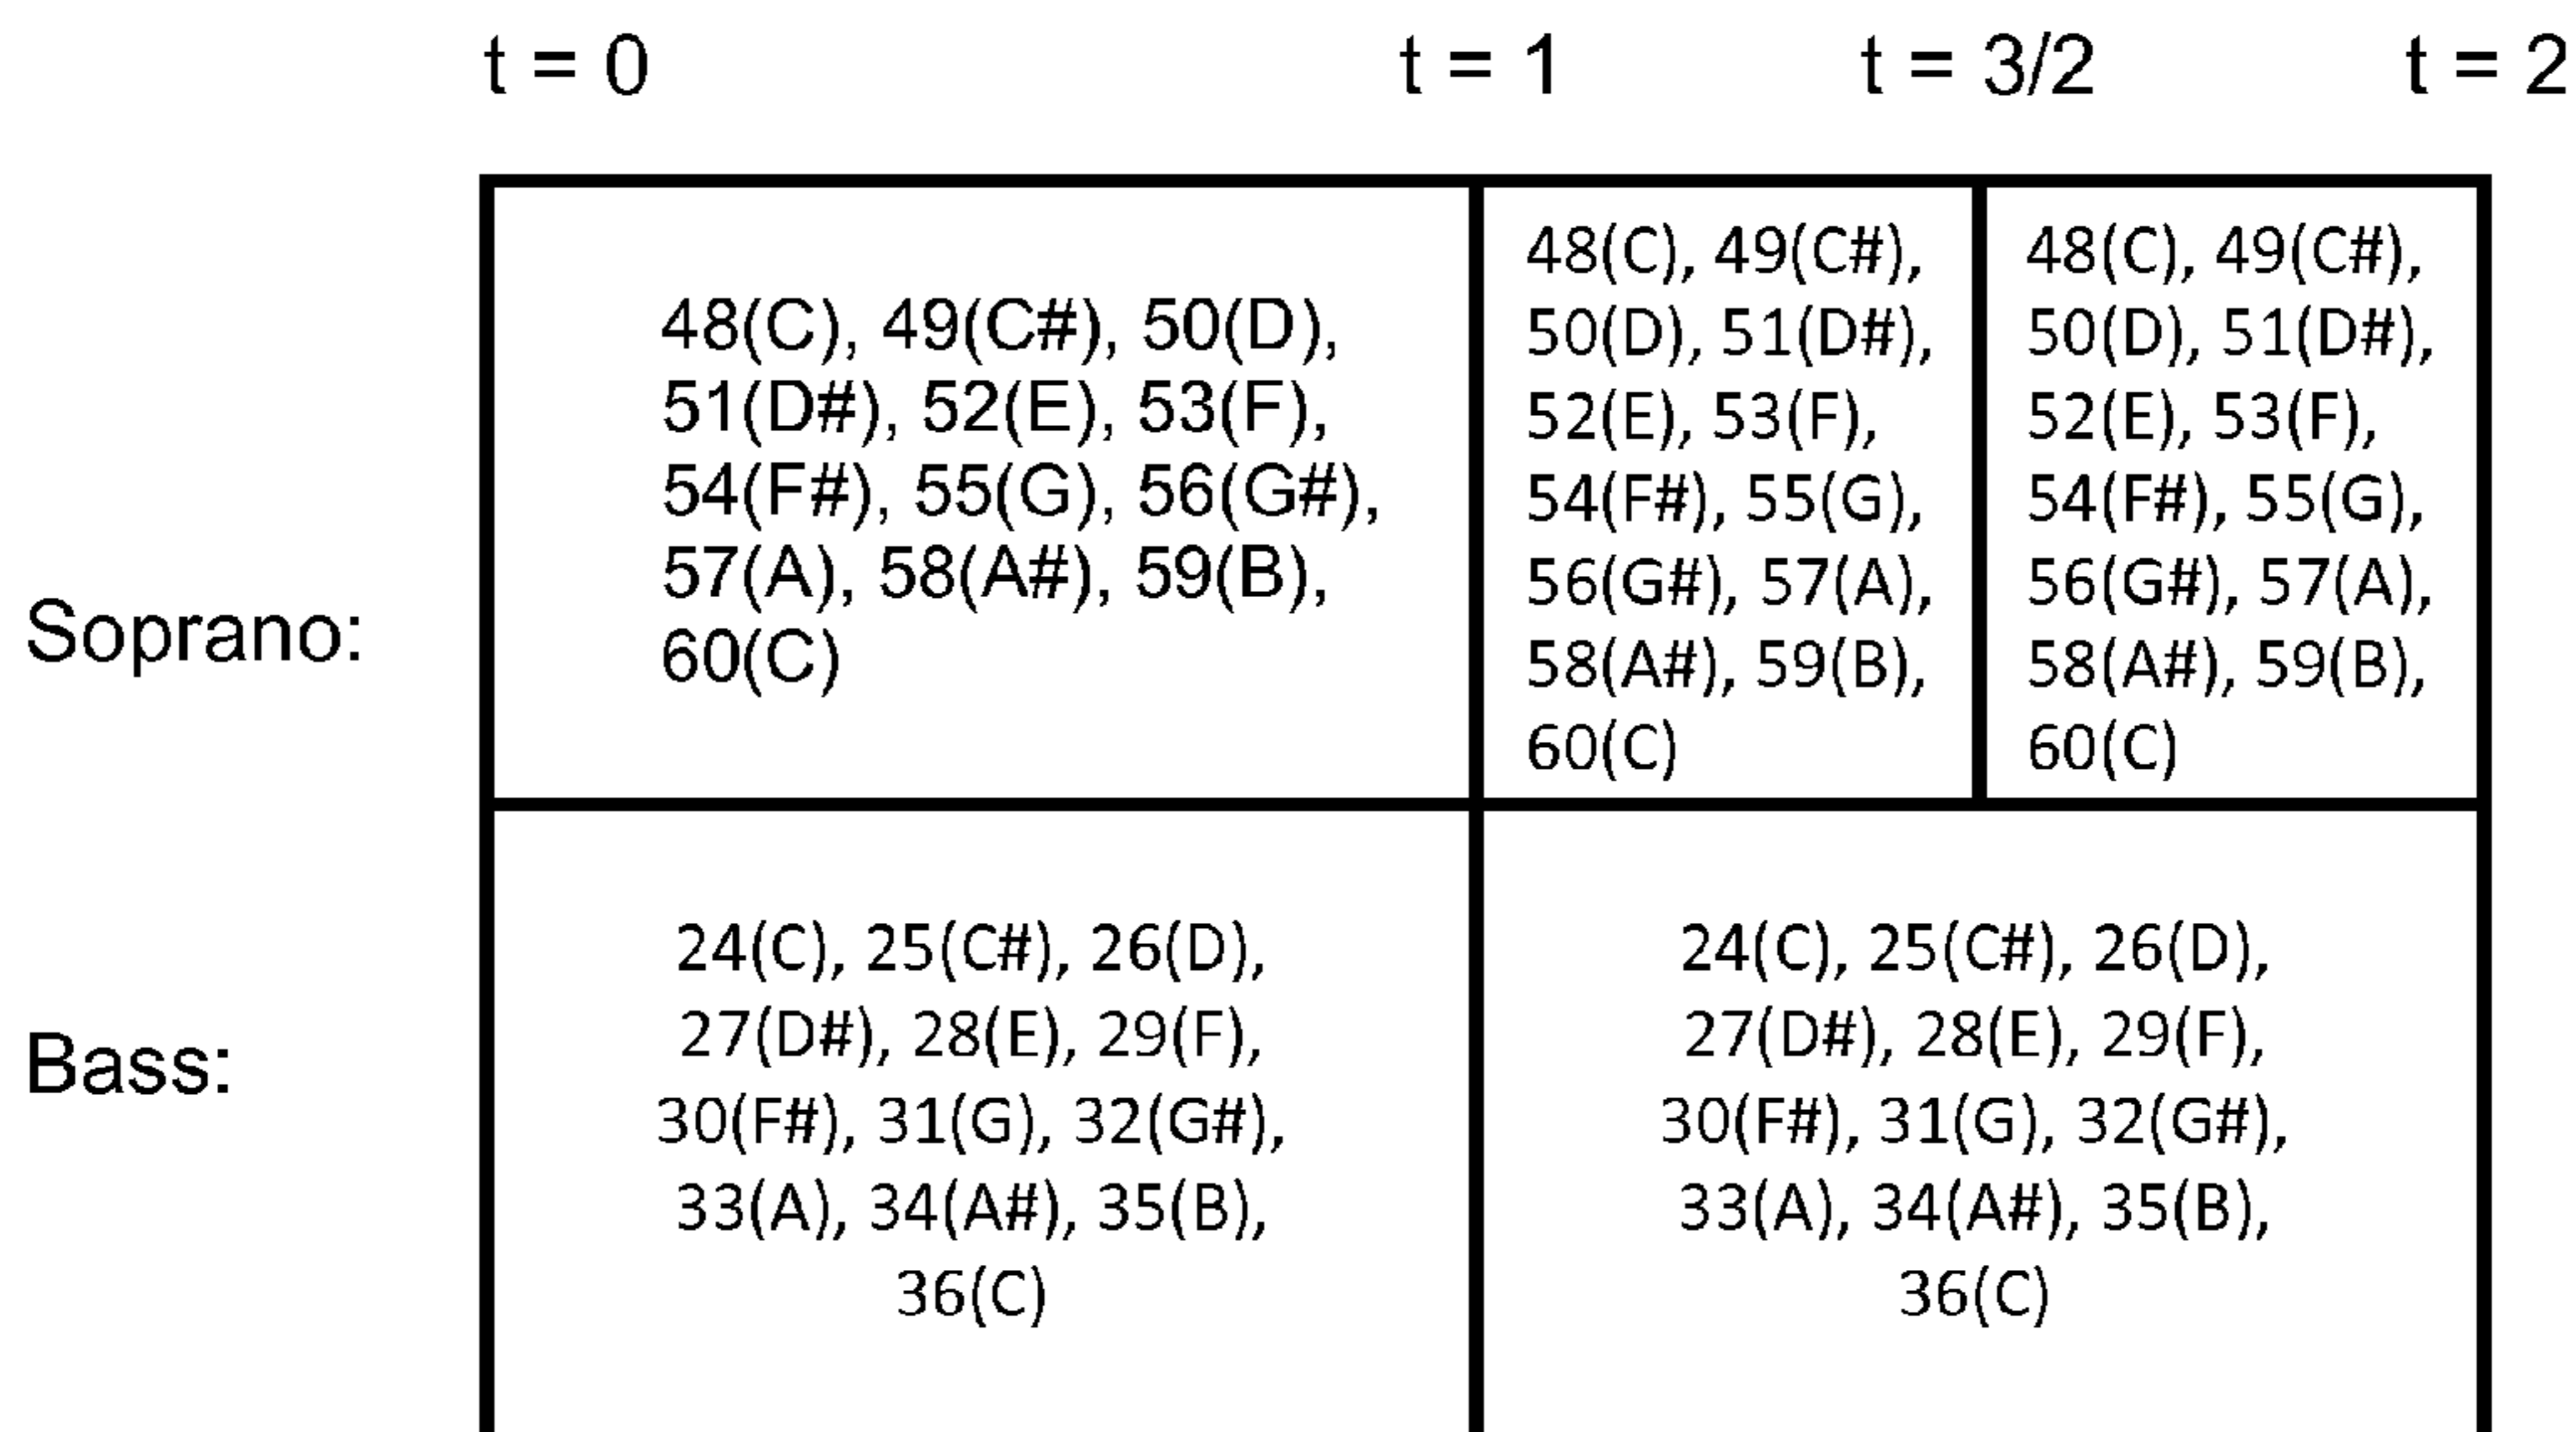 t = 0 t = 1 t = 3/2 t = 2
Soprano:
48(C), 49(C#), 50(D),
51(D#), 52(E), 53(F),
54(F#), 55(G), 56(G#),
57(A), 58(A#), 59(B),
60(C)
48(C), 49(C#),
50(D), 51(D#),
52(E), 53(F),
54(F#), 55(G),
56(G#), 57(A),
58(A#), 59(B),
60(C)
48(C), 49(C#),
50(D), 51(D#),
52(E), 53(F),
54(F#), 55(G),
56(G#), 57(A),
58(A#), 59(B),
60(C)
Bass:
24(C), 25(C#), 26(D),
27(D#), 28(E), 29(F),
30(F#), 31(G), 32(G#),
33(A), 34(A#), 35(B),
36(C)
24(C), 25(C#), 26(D),
27(D#), 28(E), 29(F),
30(F#), 31(G), 32(G#),
33(A), 34(A#), 35(B),
36(C)